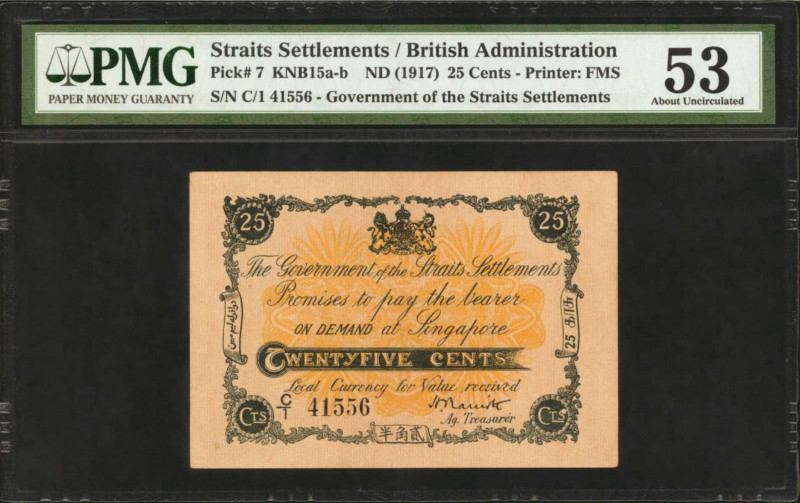 PMG
PAPER MONEY GUARANTY
Straits Settlements / British Administration
Pick# 7 KNB15a-b ND (1917) 25 Cents - Printer: FMS
S/N C/1 41556 - Government of the Straits Settlements
53
About Uncirculated
25
25
The Government of the Straits Settlements
Promises to pay the bearer
ON DEMAND at Singapore
TWENTYFIVE CENTS
Local Currency for Value received
C/1 41556
Ag. Treasurer
CTS
CTS
半角貳